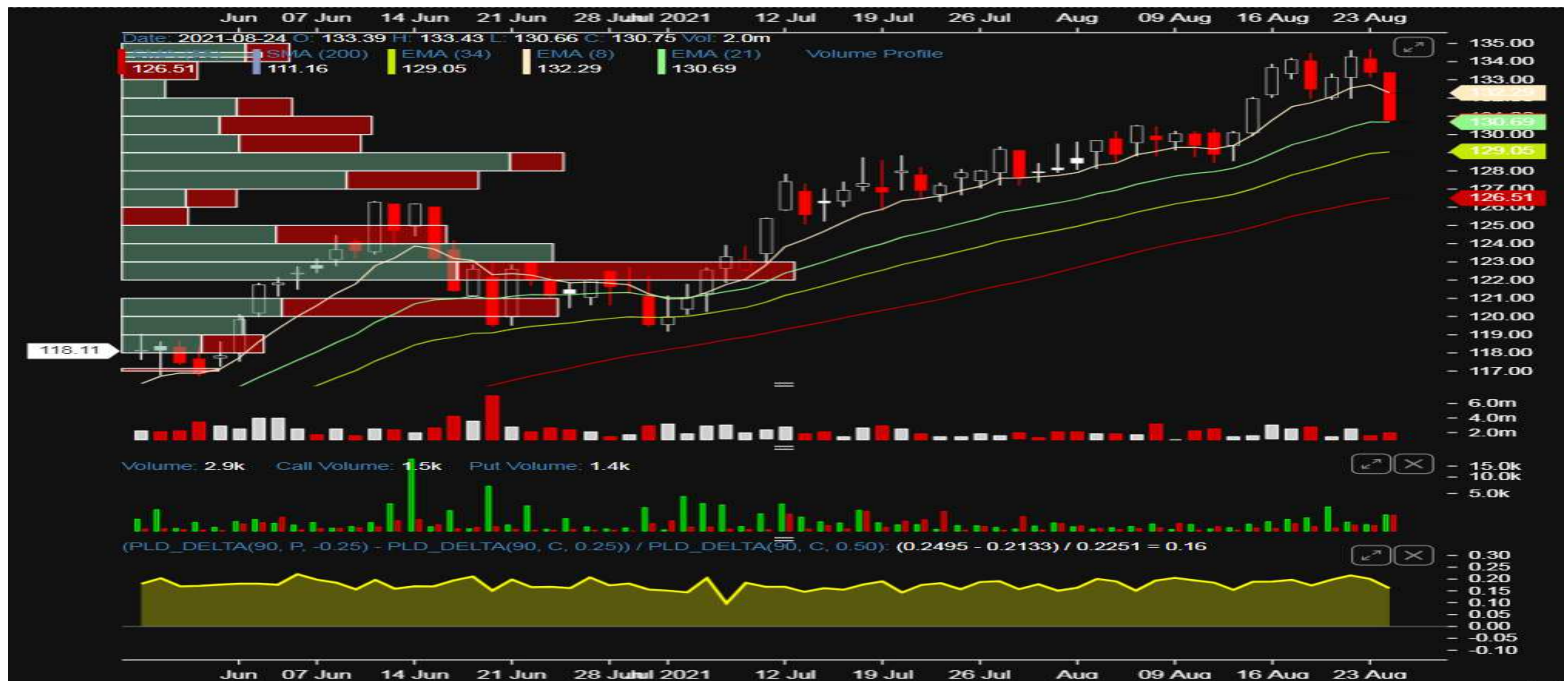 Jun 07 Jun 14 Jun 21 Jun 28 Jun Jul 2021 12 Jul 19 Jul 26 Jul Aug 09 Aug 16 Aug 23 Aug
Date: 2021-08-24 O: 133.39 H: 133.43 L: 130.66 C: 130.75 Vol: 2.0m
SMA (200) EMA (34) EMA (8) EMA (21) Volume Profile
126.51 111.16 129.05 132.29 130.69
135.00
134.00
133.00
132.29
130.69
130.00
129.05
128.00
127.00
126.51
126.00
125.00
124.00
123.00
122.00
121.00
120.00
119.00
118.11
118.00
117.00
6.0m
4.0m
2.0m
Volume: 2.9k Call Volume: 1.5k Put Volume: 1.4k
15.0k
10.0k
5.0k
(PLD_DELTA(90, P, -0.25) - PLD_DELTA(90, C, 0.25)) / PLD_DELTA(90, C, 0.50): (0.2495 - 0.2133) / 0.2251 = 0.16
0.30
0.25
0.20
0.15
0.10
0.05
0.00
-0.05
-0.10
Jun 07 Jun 14 Jun 21 Jun 28 Jun Jul 2021 12 Jul 19 Jul 26 Jul Aug 09 Aug 16 Aug 23 Aug